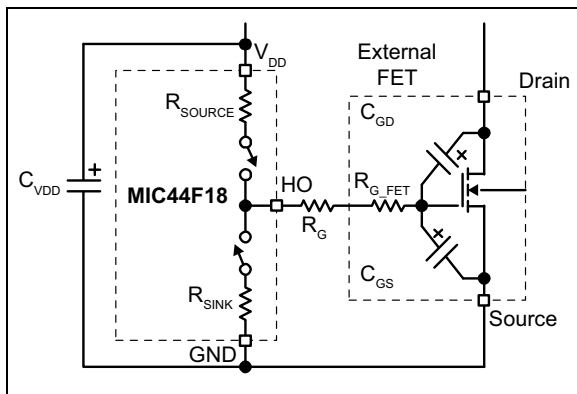 V_DD
External
FET
Drain
R_SOURCE
C_GD
C_VDD
+
MIC44F18
HO
R_G_FET
R_G
R_SINK
C_GS
GND
Source